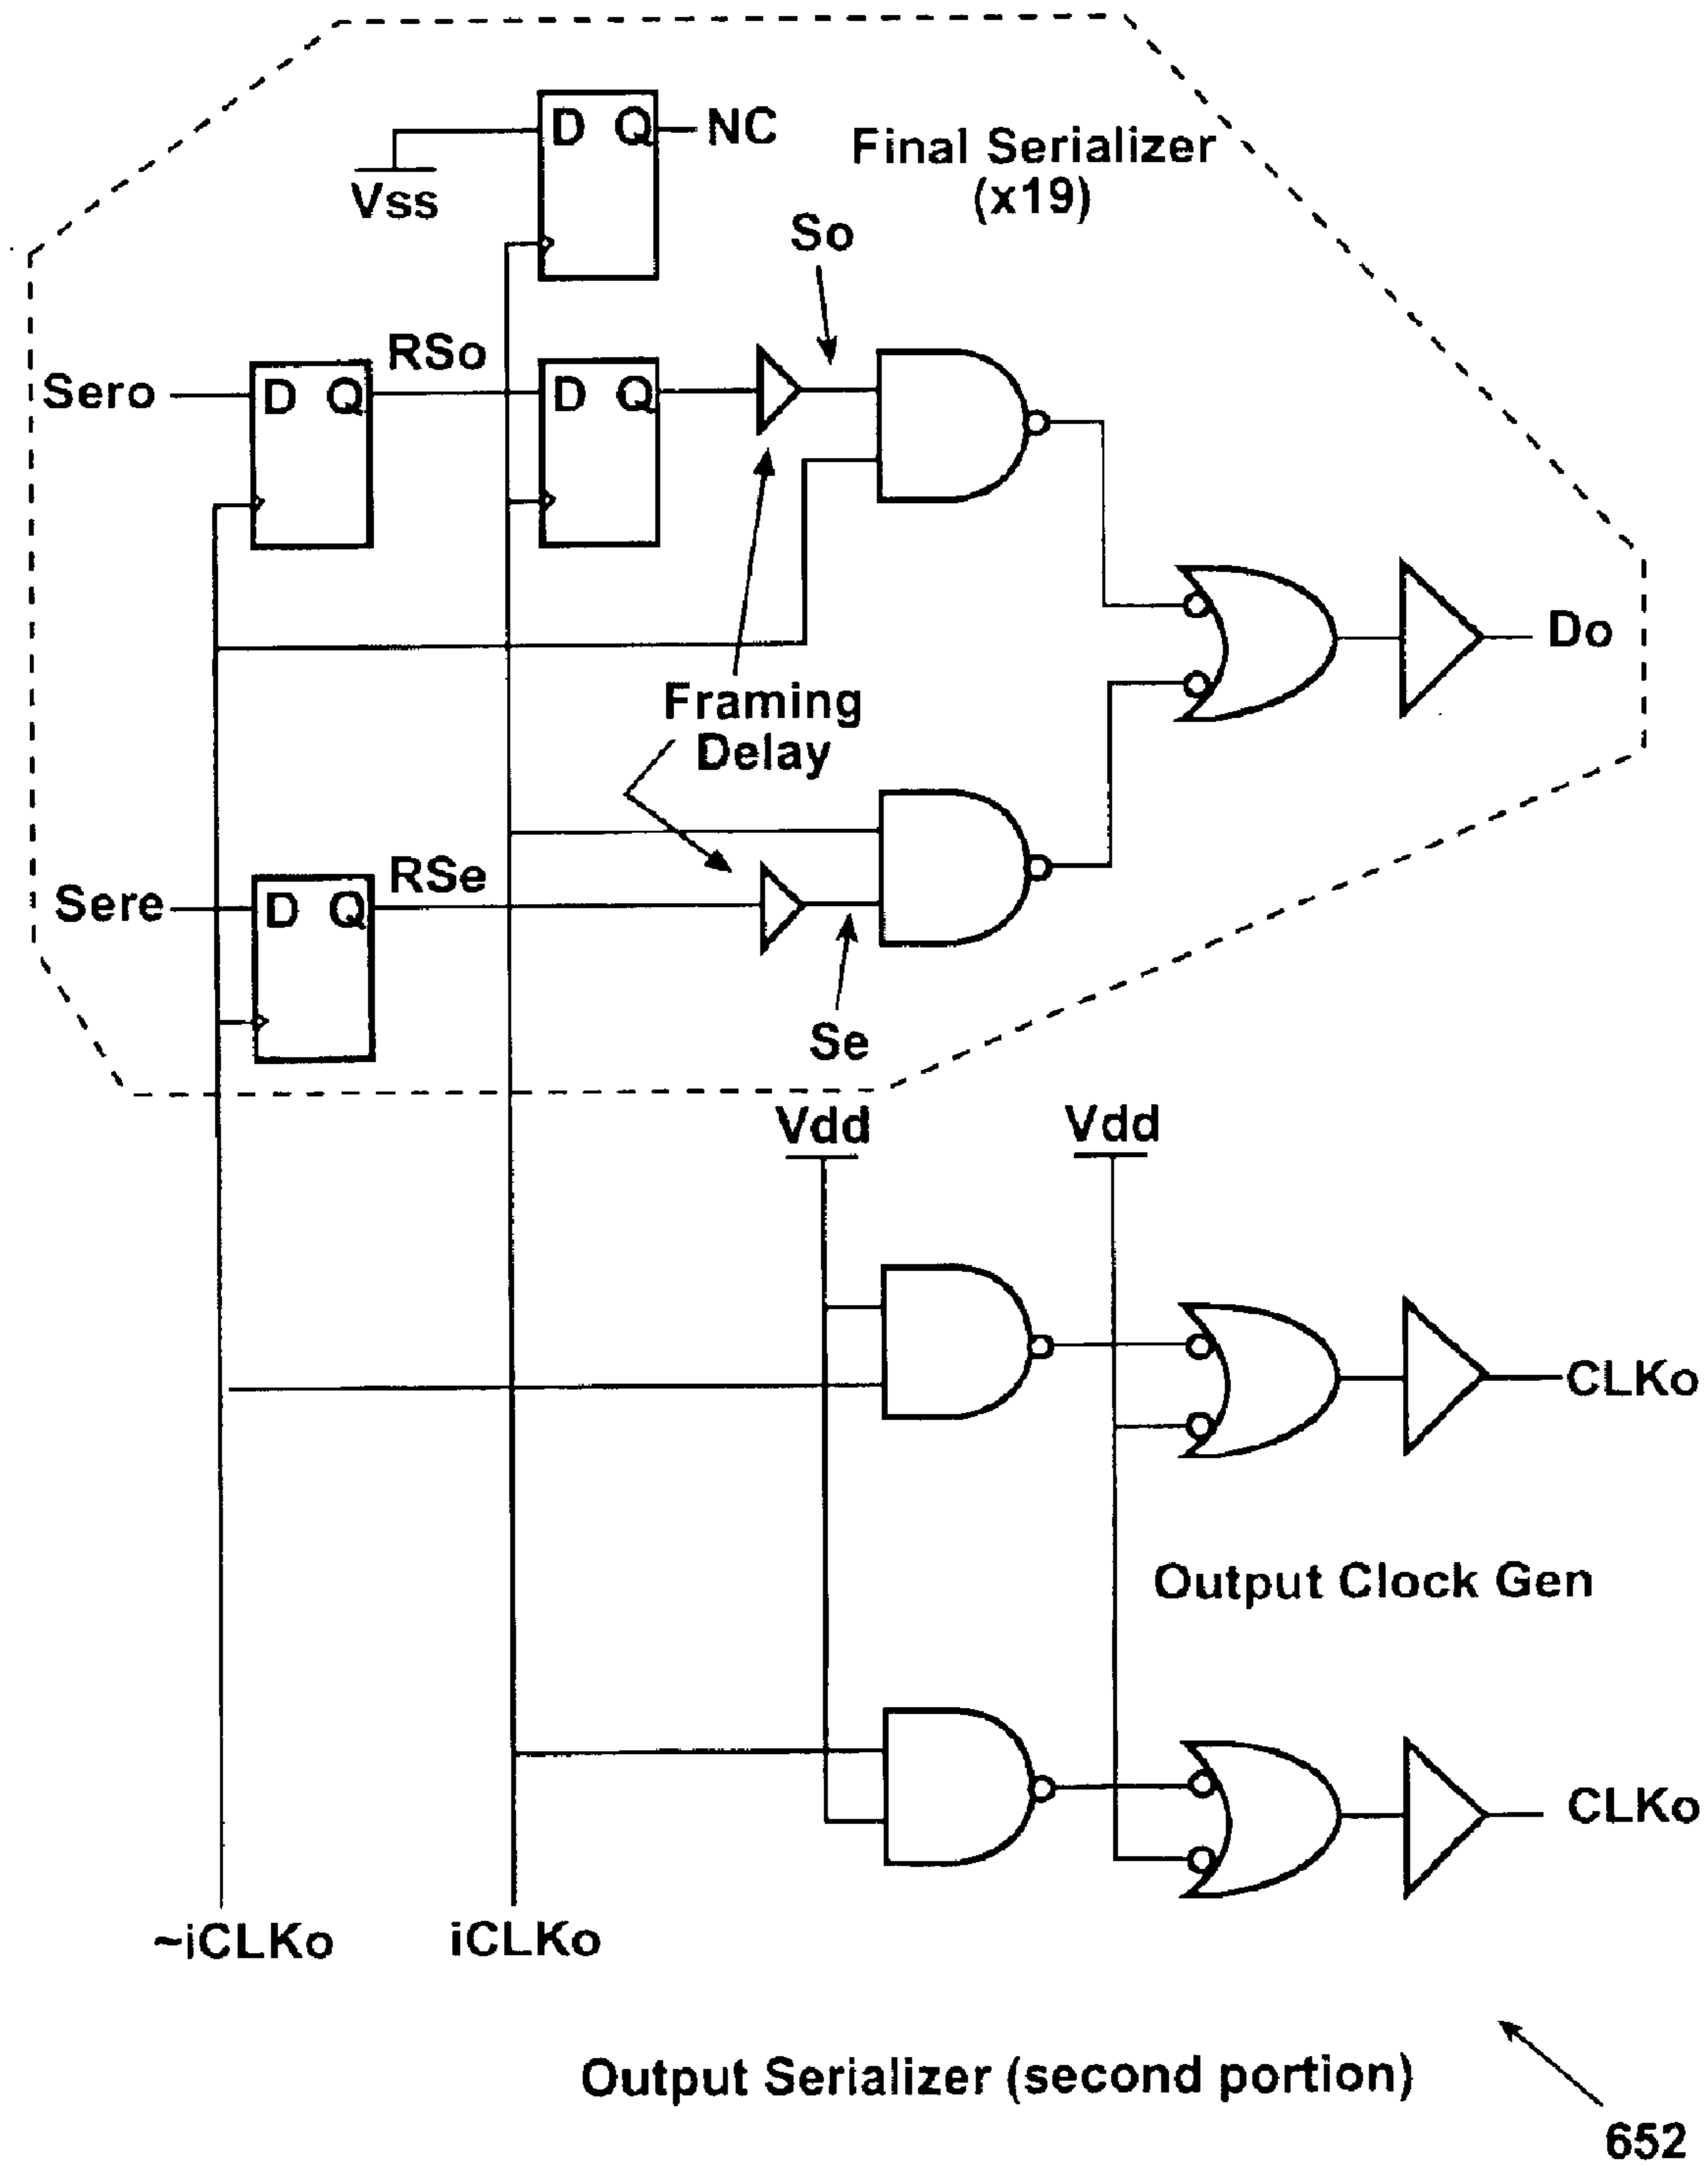 D Q NC
Final Serializer
(x19)
Vss
So
RSo
Sero
D Q
D Q
Do
Framing
Delay
RSe
Sere
D Q
Se
Vdd
Vdd
CLKo
Output Clock Gen
CLKo
~iCLKo
iCLKo
Output Serializer (second portion)
652